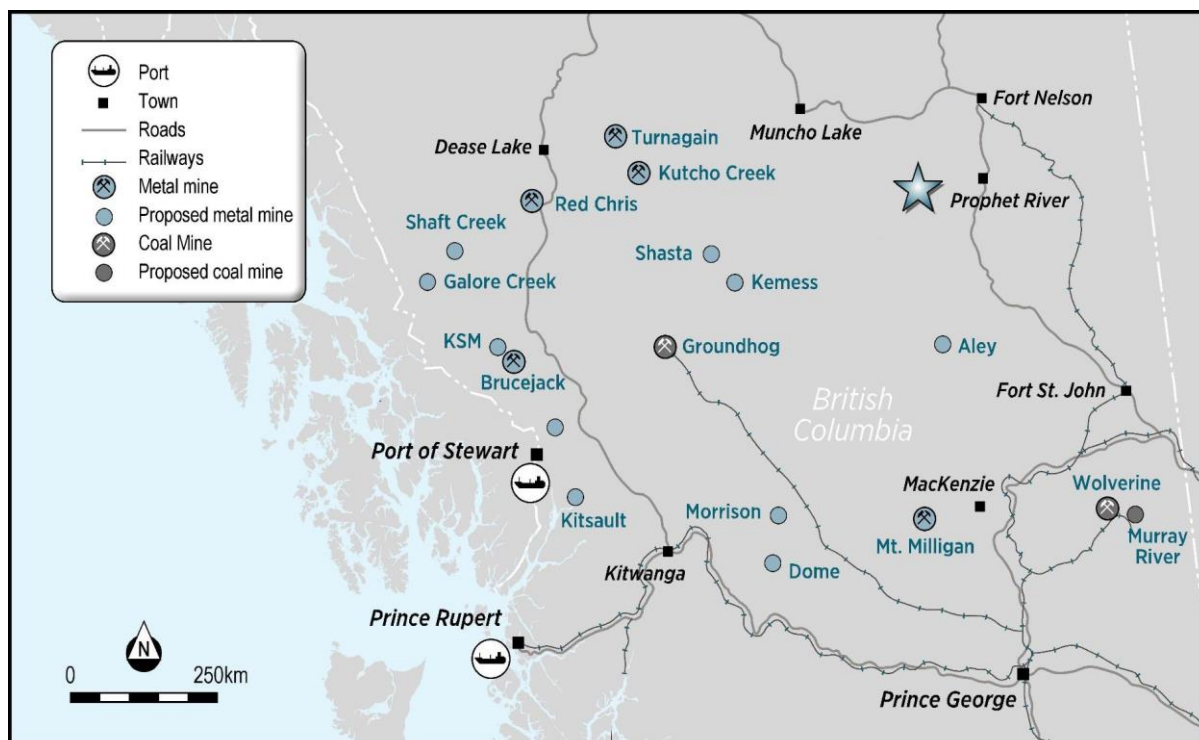 Port
Town
Roads
Railways
Metal mine
Proposed metal mine
Coal Mine
Proposed coal mine
Fort Nelson
Muncho Lake
Turnagain
Dease Lake
Kutcho Creek
Prophet River
Red Chris
Shaft Creek
Shasta
Galore Creek
Kemess
KSM
Groundhog
Aley
Brucejack
Fort St. John
British
Columbia
Port of Stewart
MacKenzie
Wolverine
Kitsault
Morrison
Mt. Milligan
Murray
River
Kitwanga
Dome
Prince Rupert
N
0 250km
Prince George